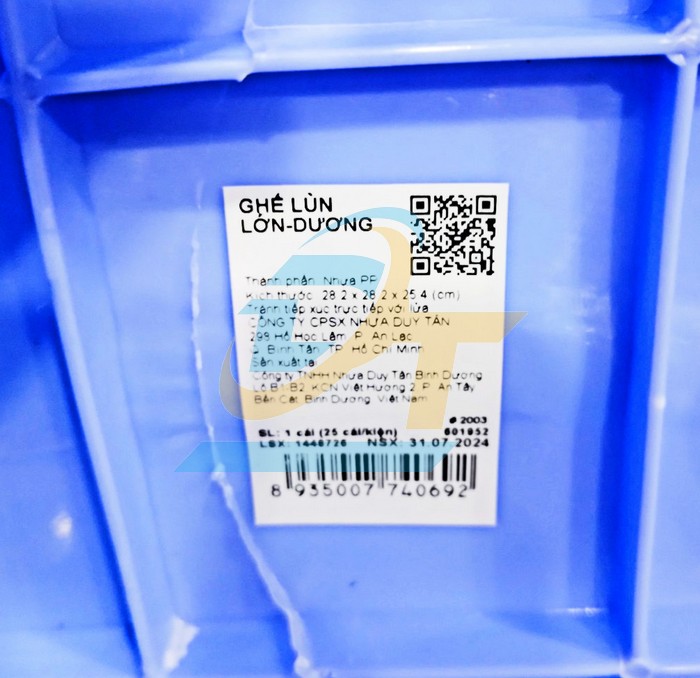 GHẾ LÙN
LỚN-DƯƠNG
Thành phần: Nhựa PP
Kích thước: 28.2 x 28.2 x 25.4 (cm)
Tránh tiếp xúc trực tiếp với lửa
CÔNG TY CPSX NHỰA DUY TÂN
298 Hồ Học Lãm, P. An Lạc
Q. Bình Tân, TP. Hồ Chí Minh
Sản xuất tại
Công ty TNHH Nhựa Duy Tân Bình Dương
Lô B1-B2, KCN Việt Hương 2, P. An Tây
Bến Cát, Bình Dương, Việt Nam
2003
SL: 1 cái (25 cái/kiện) 601952
LSX: 1446726 NSX: 31.07.2024
8 935007 740692